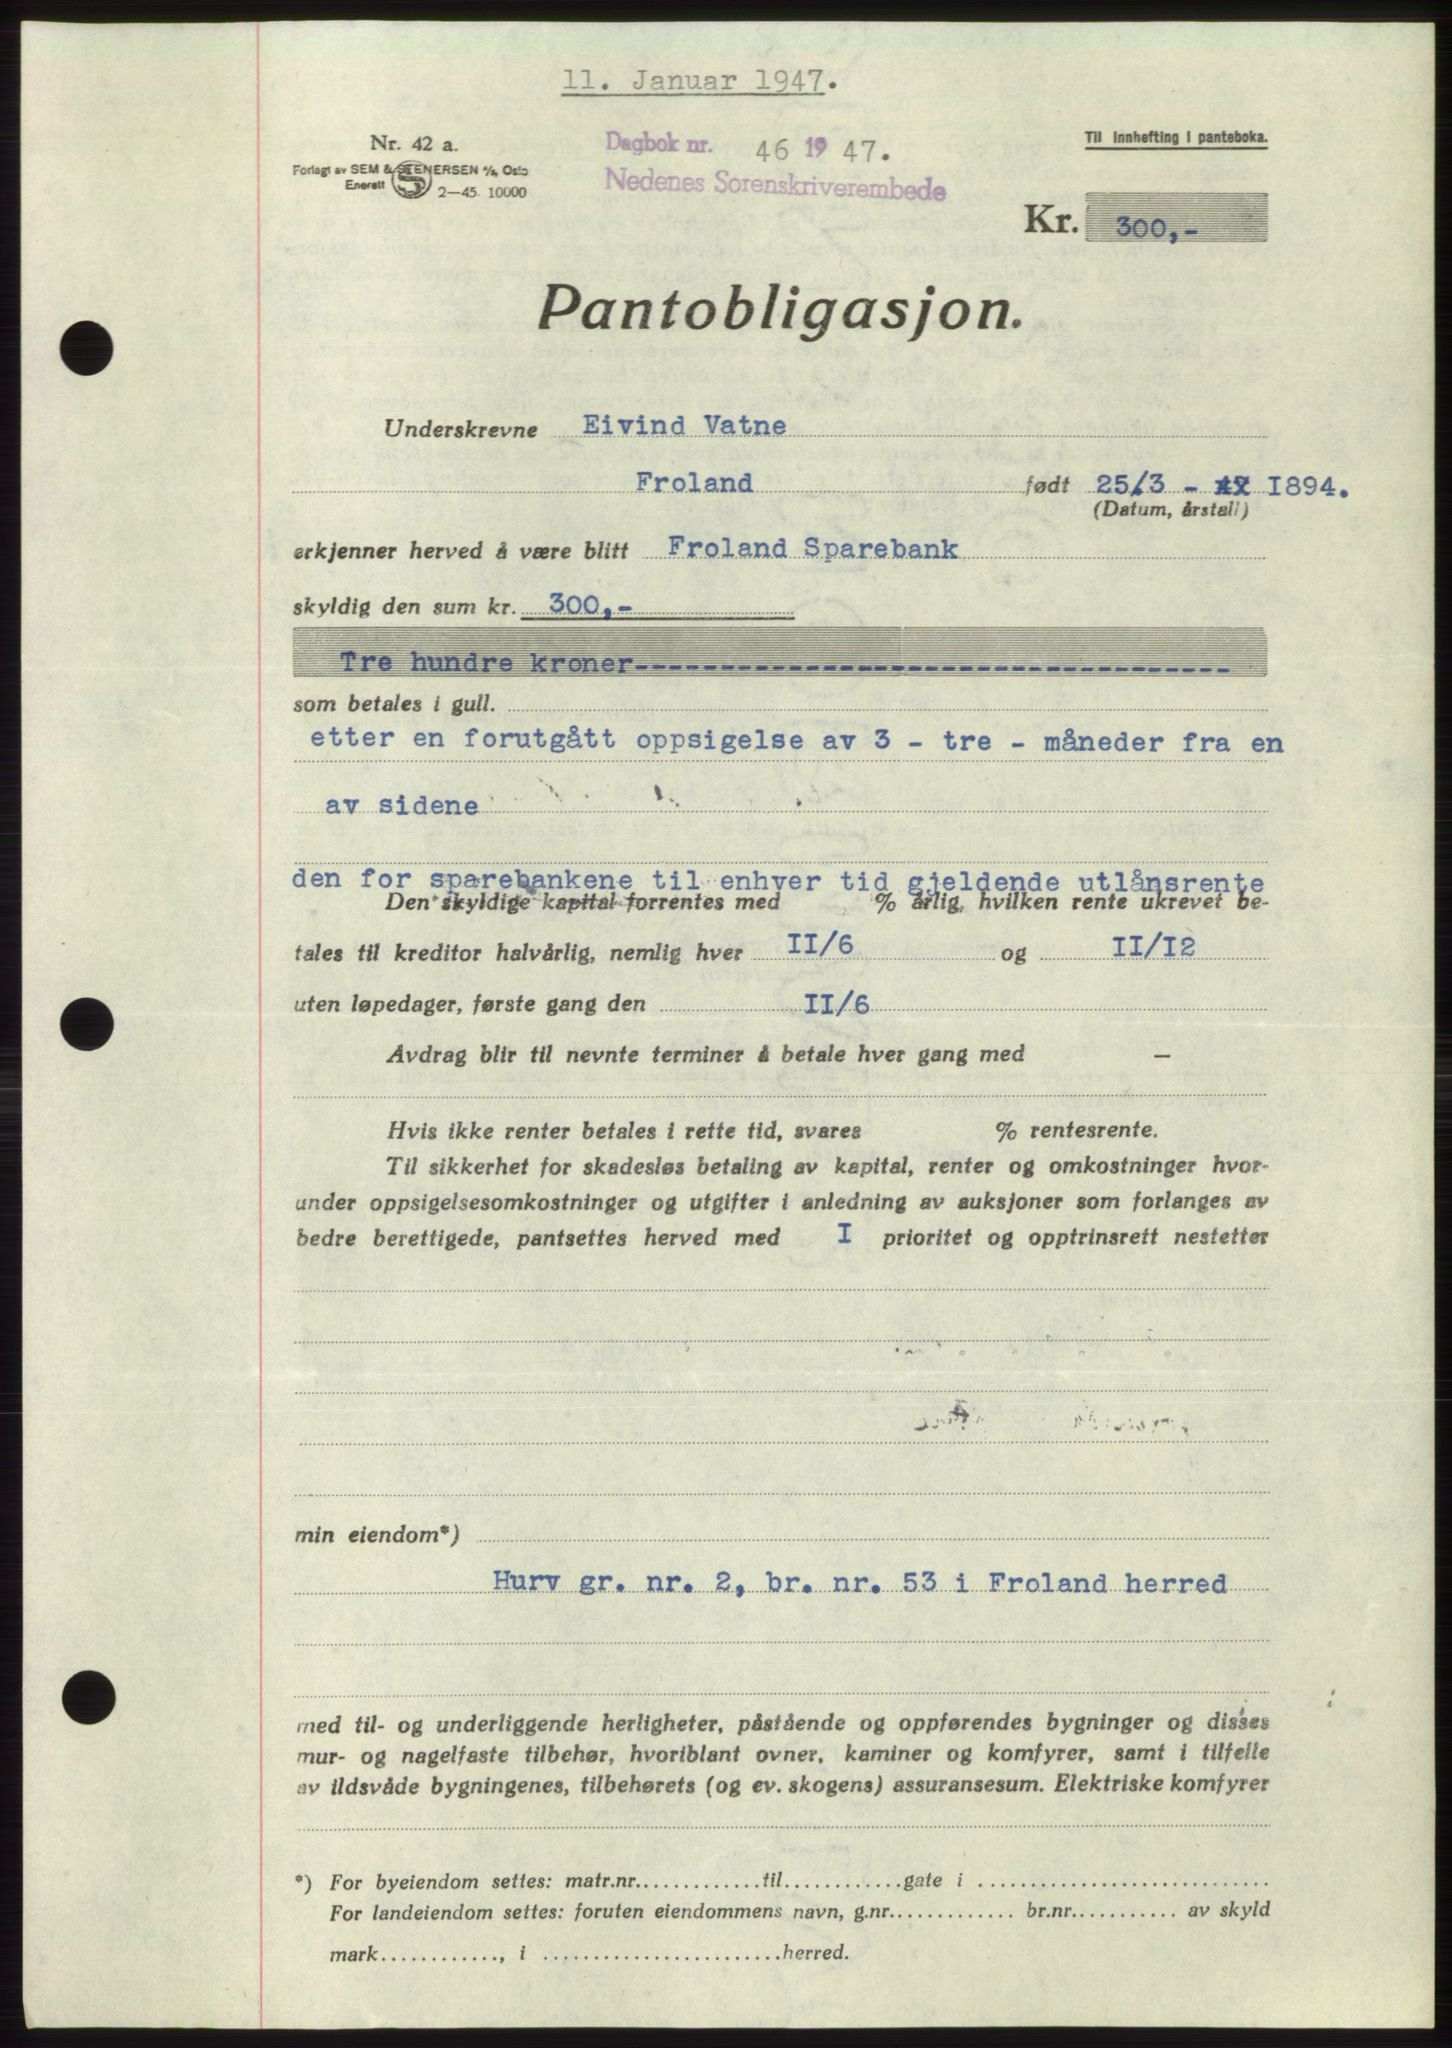 11. Januar 1947.
Nr. 42 a.
Forlagt av SEM & STENERSEN A/S, Oslo
Enerett 2—45. 10000
Dagbok nr. 46 1947.
Nedenes Sorenskriverembede
Til innhefting i panteboka.
Kr. 300,-
Pantobligasjon.
Underskrevne Eivind Vatne
Froland født 25/3 - 1894.
(Datum, årstall)
erkjenner herved å være blitt Froland Sparebank
skyldig den sum kr. 300,-
Tre hundre kroner-----------------------------------
som betales i gull.
etter en forutgått oppsigelse av 3 - tre - måneder fra en
av sidene
den for sparebankene til enhver tid gjeldende utlånsrente
Den skyldige kapital forrentes med % årlig, hvilken rente ukrevet be-
tales til kreditor halvårlig, nemlig hver II/6 og II/I2
uten løpedager, første gang den II/6
Avdrag blir til nevnte terminer å betale hver gang med —
Hvis ikke renter betales i rette tid, svares % rentesrente.
Til sikkerhet for skadesløs betaling av kapital, renter og omkostninger hvor-
under oppsigelsesomkostninger og utgifter i anledning av auksjoner som forlanges av
bedre berettigede, pantsettes herved med I prioritet og opptrinsrett nestetter
min eiendom*)
Hurv gr. nr. 2, br. nr. 53 i Froland herred
med til- og underliggende herligheter, påstående og oppførendes bygninger og disses
mur- og nagelfaste tilbehør, hvoriblant ovner, kaminer og komfyrer, samt i tilfelle
av ildsvåde bygningenes, tilbehørets (og ev. skogens) assuransesum. Elektriske komfyrer
*) For byeiendom settes: matr.nr.............til............gate i ............................
For landeiendom settes: foruten eiendommens navn, g.nr............. br.nr.......... av skyld
mark............, i .......................herred.